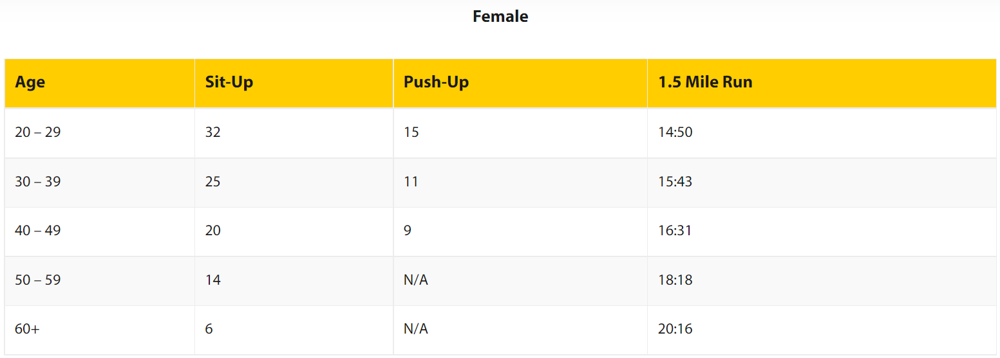 Female
Age Sit-Up Push-Up 1.5 Mile Run
20 – 29 32 15 14:50
30 – 39 25 11 15:43
40 – 49 20 9 16:31
50 – 59 14 N/A 18:18
60+ 6 N/A 20:16